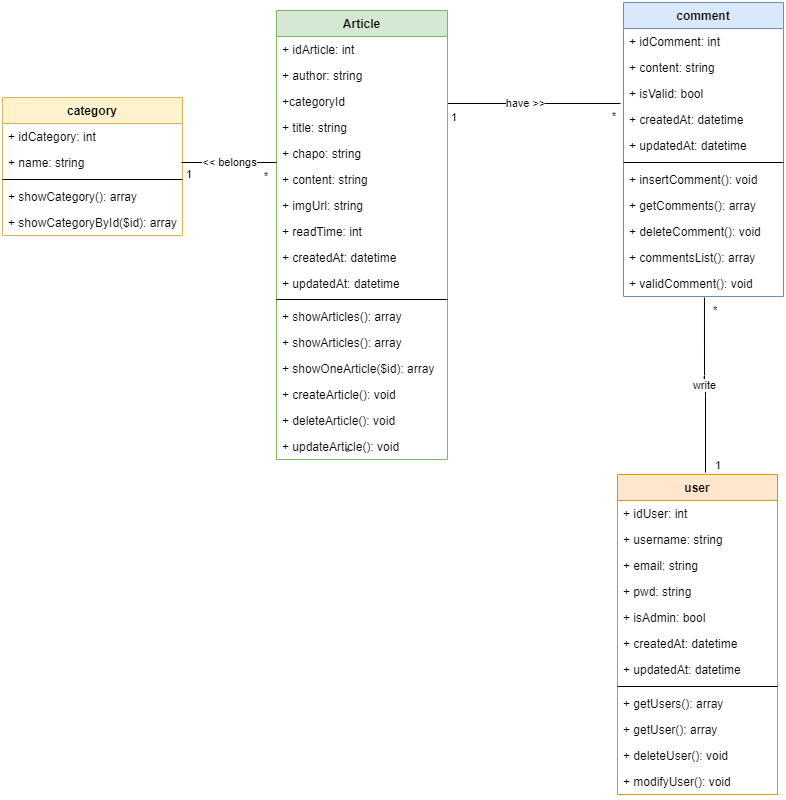 category
+ idCategory: int
+ name: string
+ showCategory(): array
+ showCategoryById($id): array
1
<< belongs
*
Article
+ idArticle: int
+ author: string
+categoryId
+ title: string
+ chapo: string
+ content: string
+ imgUrl: string
+ readTime: int
+ createdAt: datetime
+ updatedAt: datetime
+ showArticles(): array
+ showArticles(): array
+ showOneArticle($id): array
+ createArticle(): void
+ deleteArticle(): void
+ updateArticle(): void
1
have >>
*
comment
+ idComment: int
+ content: string
+ isValid: bool
+ createdAt: datetime
+ updatedAt: datetime
+ insertComment(): void
+ getComments(): array
+ deleteComment(): void
+ commentsList(): array
+ validComment(): void
*
write
1
user
+ idUser: int
+ username: string
+ email: string
+ pwd: string
+ isAdmin: bool
+ createdAt: datetime
+ updatedAt: datetime
+ getUsers(): array
+ getUser(): array
+ deleteUser(): void
+ modifyUser(): void